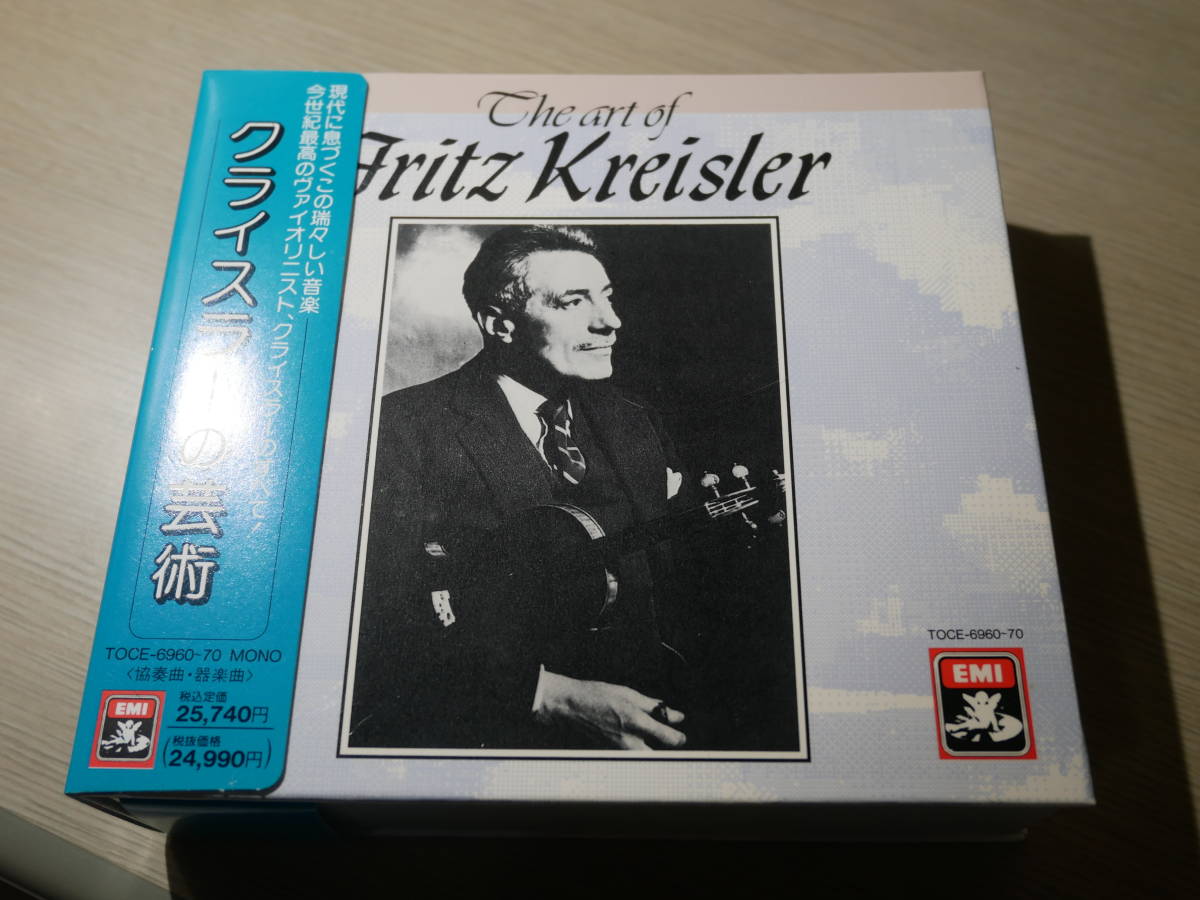 The art of
Fritz Kreisler
現代に息づくこの瑞々しい音楽
今世紀最高のヴァイオリニスト、クライスラーの
クライスラーの芸術
TOCE-6960~70 MONO
〈協奏曲・器楽曲〉
EMI
税込定価
25,740円
(税抜価格
24,990円)
TOCE-6960~70
EMI